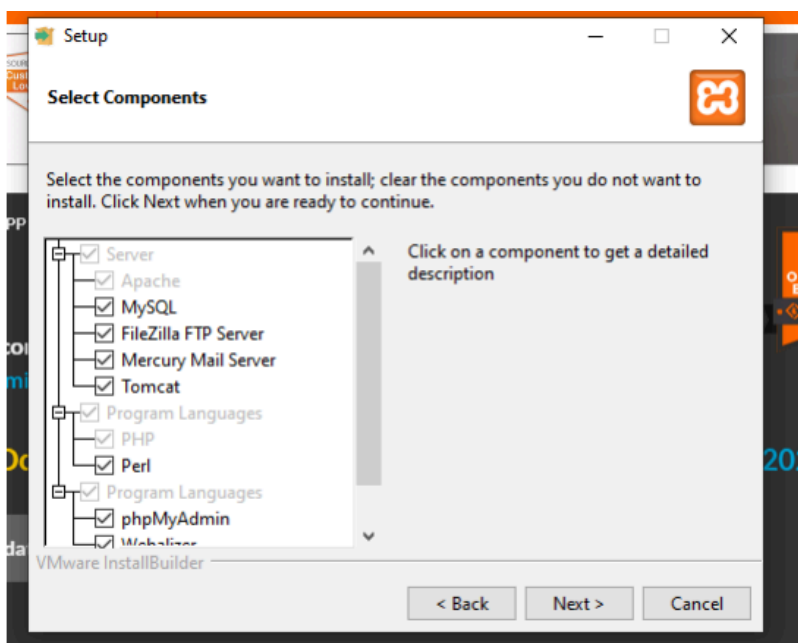 Setup
Select Components
Select the components you want to install; clear the components you do not want to
install. Click Next when you are ready to continue.
Server
Apache
MySQL
FileZilla FTP Server
Mercury Mail Server
Tomcat
Program Languages
PHP
Perl
Program Languages
phpMyAdmin
Webalizer
Click on a component to get a detailed
description
VMware InstallBuilder
< Back
Next >
Cancel